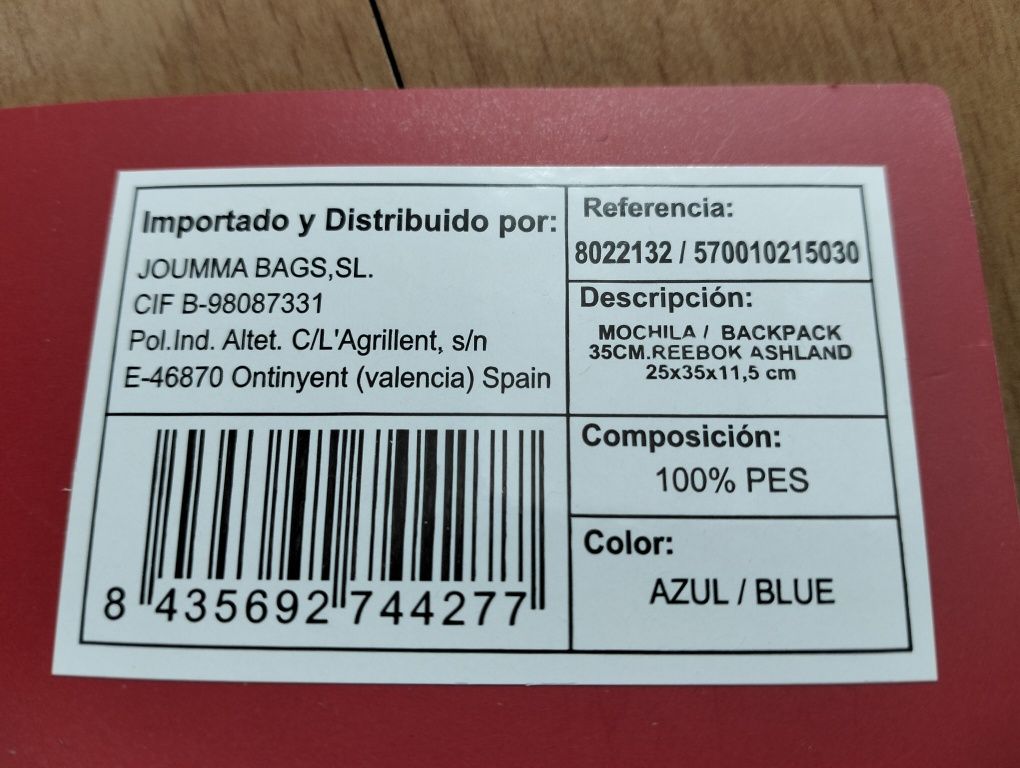 Importado y Distribuido por:
JOUMMA BAGS,SL.
CIF B-98087331
Pol.Ind. Altet. C/L'Agrillent, s/n
E-46870 Ontinyent (valencia) Spain
Referencia:
8022132 / 570010215030
Descripción:
MOCHILA / BACKPACK
35CM.REEBOK ASHLAND
25x35x11,5 cm
Composición:
100% PES
Color:
AZUL / BLUE
8 435692 744277